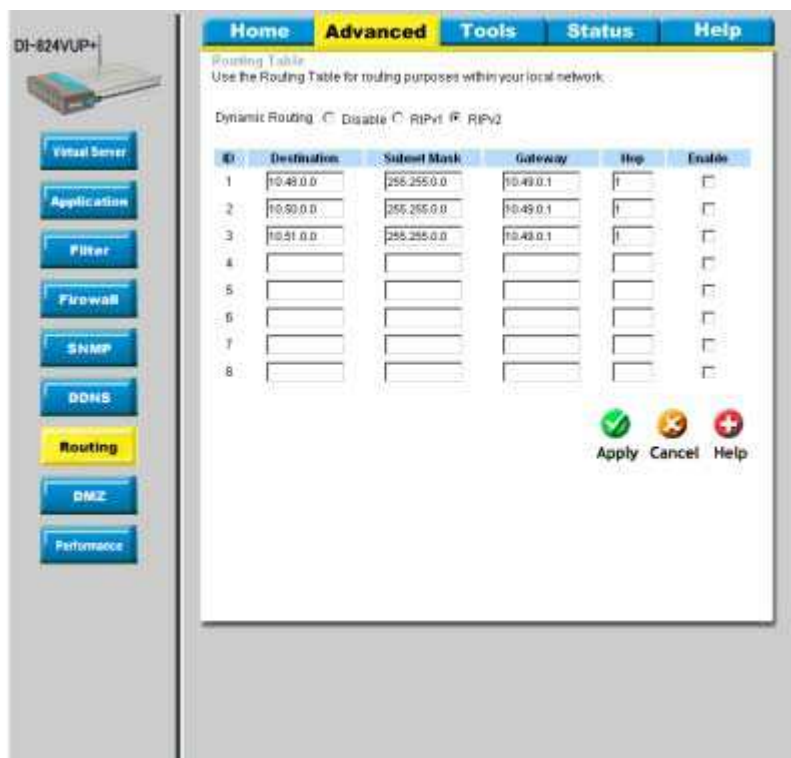 DI-824VUP+
Home Advanced Tools Status Help
Routing Table
Use the Routing Table for routing purposes within your local network.
Dynamic Routing Disable RIPv1 RIPv2
ID Destination Subnet Mask Gateway Hop Enable
1 10.48.0.0 255.255.0.0 10.49.0.1 1
2 10.50.0.0 255.255.0.0 10.49.0.1 1
3 10.51.0.0 255.255.0.0 10.49.0.1 1
4
5
6
7
8
Apply Cancel Help
Virtual Server
Application
Filter
Firewall
SNMP
DDNS
Routing
DMZ
Performance